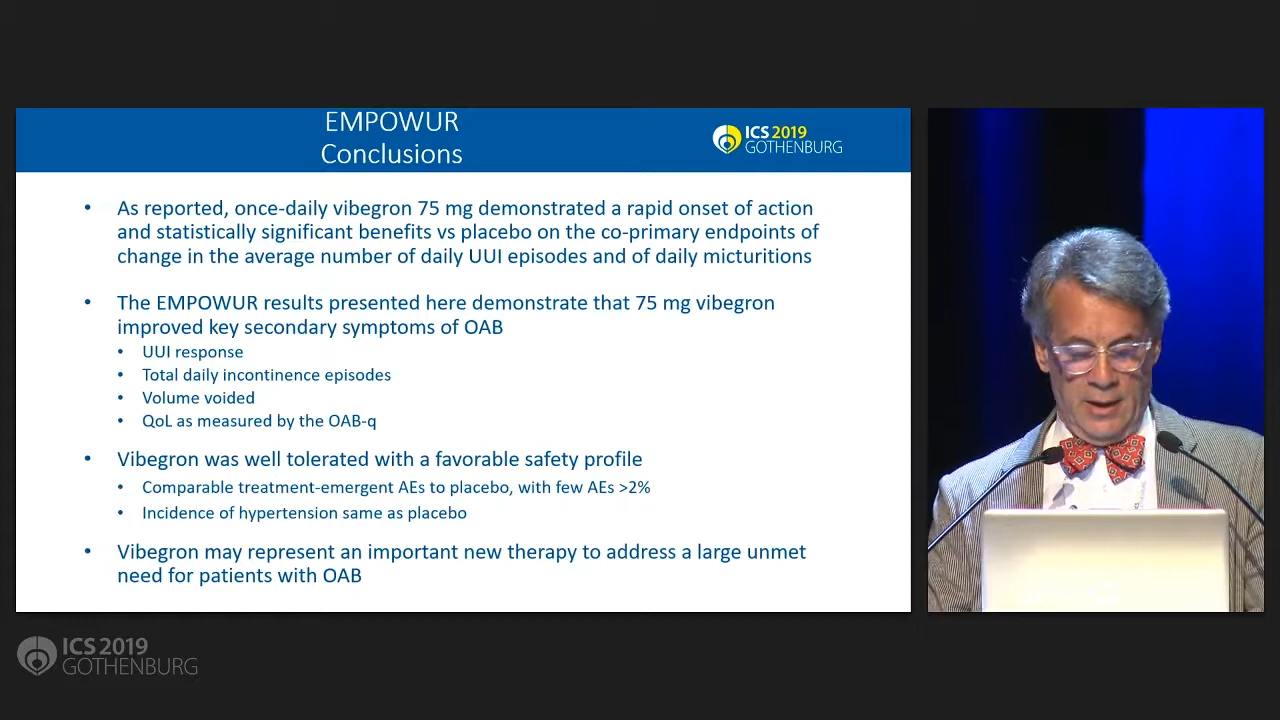 EMPOWUR
Conclusions
ICS 2019
GOTHENBURG
• As reported, once-daily vibegron 75 mg demonstrated a rapid onset of action
and statistically significant benefits vs placebo on the co-primary endpoints of
change in the average number of daily UUI episodes and of daily micturitions
• The EMPOWUR results presented here demonstrate that 75 mg vibegron
improved key secondary symptoms of OAB
• UUI response
• Total daily incontinence episodes
• Volume voided
• QoL as measured by the OAB-q
• Vibegron was well tolerated with a favorable safety profile
• Comparable treatment-emergent AEs to placebo, with few AEs >2%
• Incidence of hypertension same as placebo
• Vibegron may represent an important new therapy to address a large unmet
need for patients with OAB
ICS 2019
GOTHENBURG